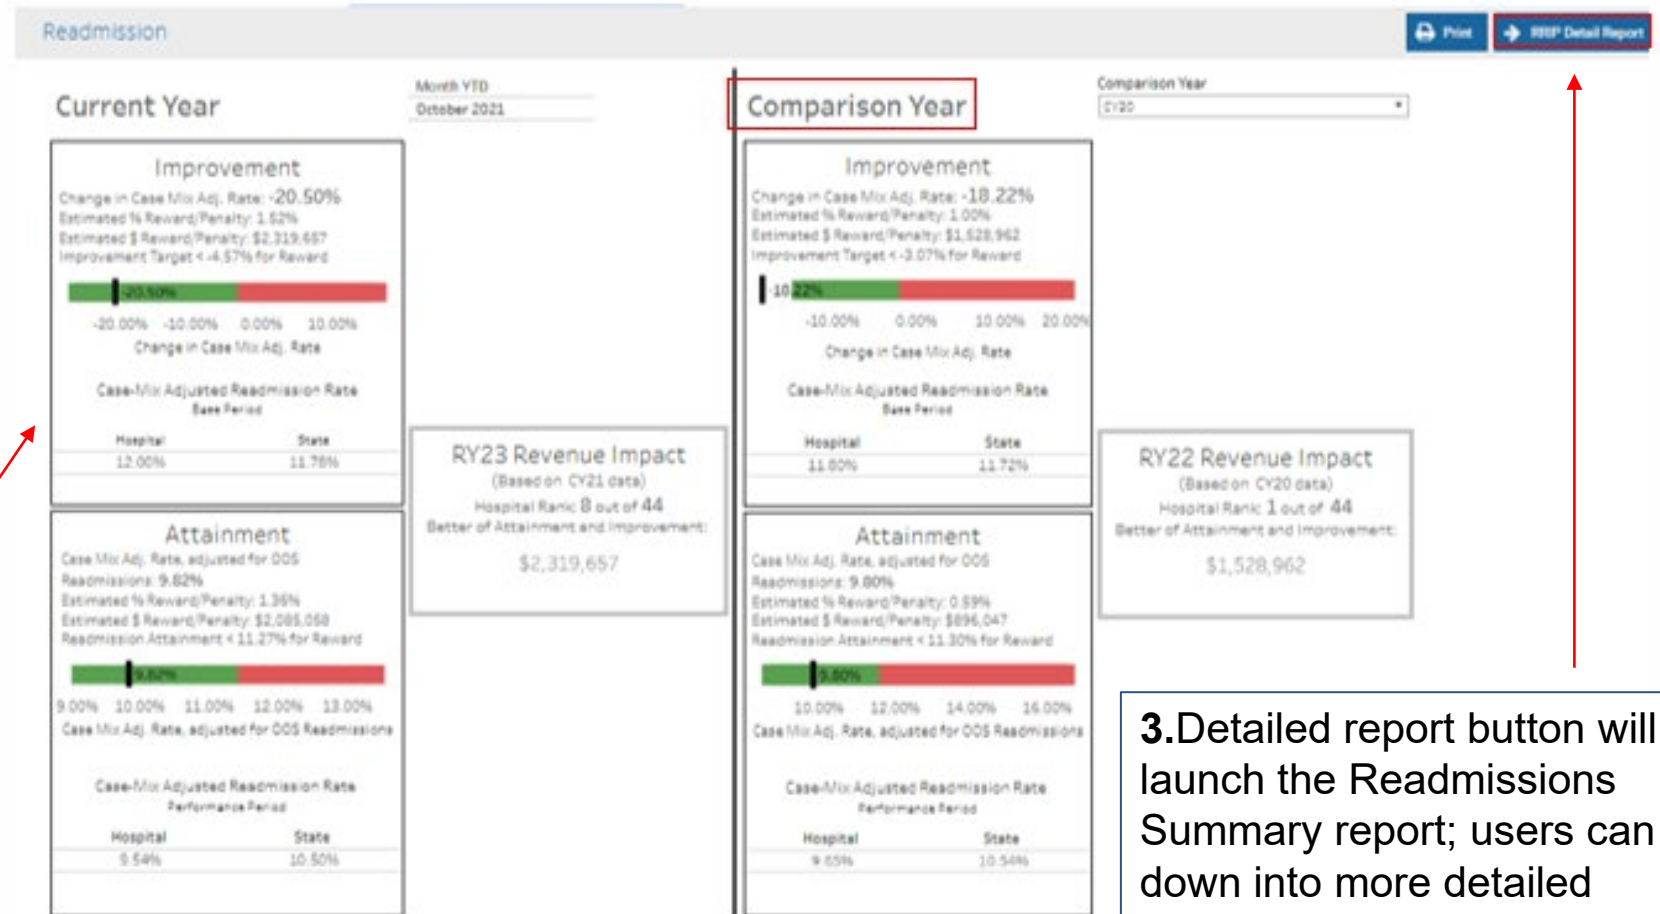 Readmission
Print
RRIP Detail Report
Current Year
Month YTD
October 2021
Comparison Year
Comparison Year
CY20
Improvement
Change in Case Mix Adj. Rate: -20.50%
Estimated % Reward/Penalty: 1.52%
Estimated $ Reward/Penalty: $2,319,657
Improvement Target < -4.57% for Reward
-20.50%
-20.00% -10.00% 0.00% 10.00%
Change in Case Mix Adj. Rate
Case-Mix Adjusted Readmission Rate
Base Period
Hospital State
12.00% 11.76%
RY23 Revenue Impact
(Based on CY21 data)
Hospital Rank: 8 out of 44
Better of Attainment and Improvement:
$2,319,657
Attainment
Case Mix Adj. Rate, adjusted for OOS
Readmissions: 9.82%
Estimated % Reward/Penalty: 1.36%
Estimated $ Reward/Penalty: $2,085,058
Readmission Attainment < 11.27% for Reward
9.82%
9.00% 10.00% 11.00% 12.00% 13.00%
Case Mix Adj. Rate, adjusted for OOS Readmissions
Case-Mix Adjusted Readmission Rate
Performance Period
Hospital State
9.54% 10.50%
Improvement
Change in Case Mix Adj. Rate: -18.22%
Estimated % Reward/Penalty: 1.00%
Estimated $ Reward/Penalty: $1,528,962
Improvement Target < -3.07% for Reward
-18.22%
-10.00% 0.00% 10.00% 20.00%
Change in Case Mix Adj. Rate
Case-Mix Adjusted Readmission Rate
Base Period
Hospital State
11.80% 11.72%
RY22 Revenue Impact
(Based on CY20 data)
Hospital Rank: 1 out of 44
Better of Attainment and Improvement:
$1,528,962
Attainment
Case Mix Adj. Rate, adjusted for OOS
Readmissions: 9.80%
Estimated % Reward/Penalty: 0.59%
Estimated $ Reward/Penalty: $896,047
Readmission Attainment < 11.30% for Reward
9.80%
10.00% 12.00% 14.00% 16.00%
Case Mix Adj. Rate, adjusted for OOS Readmissions
Case-Mix Adjusted Readmission Rate
Performance Period
Hospital State
9.65% 10.54%
3.Detailed report button will
launch the Readmissions
Summary report; users can
down into more detailed